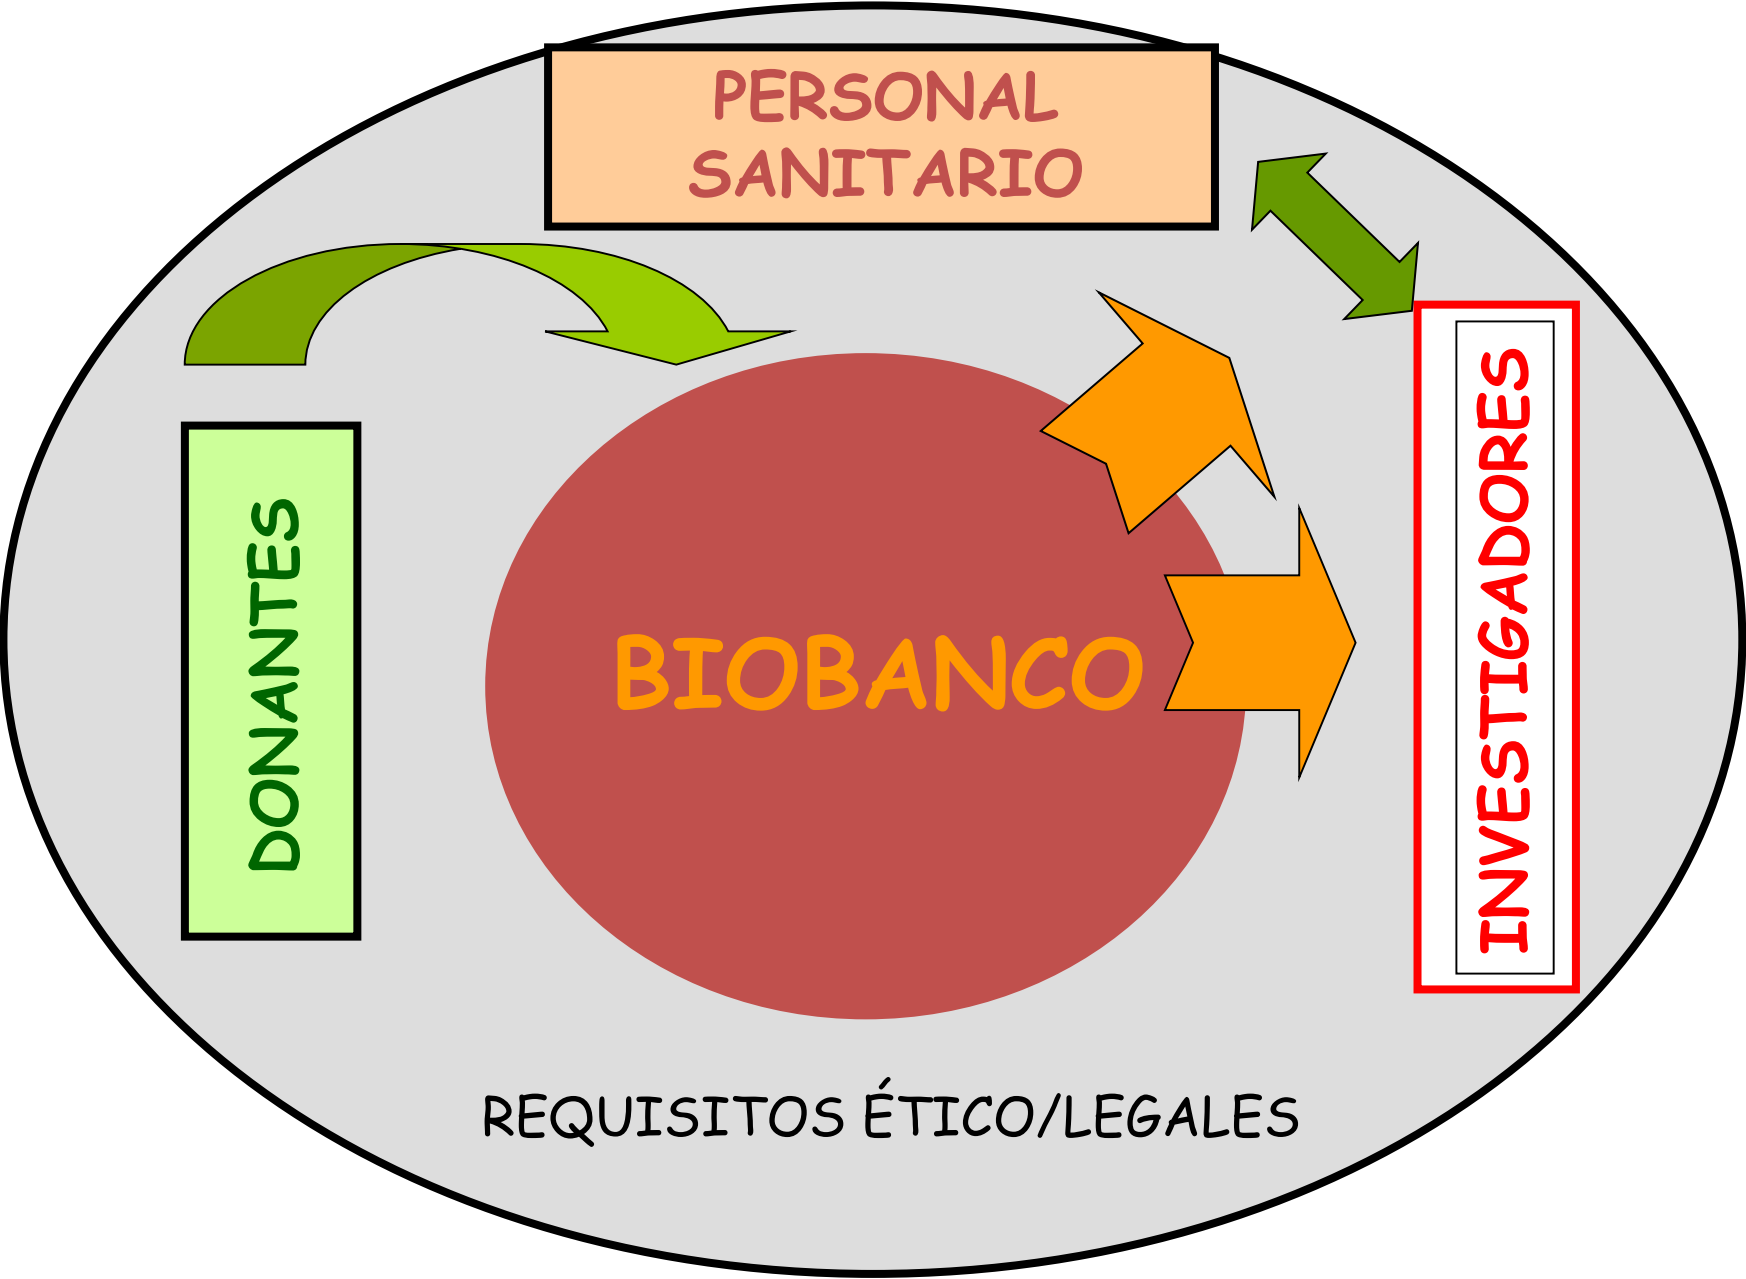 PERSONAL
SANITARIO
DONANTES
BIOBANCO
INVESTIGADORES
REQUISITOS ÉTICO/LEGALES